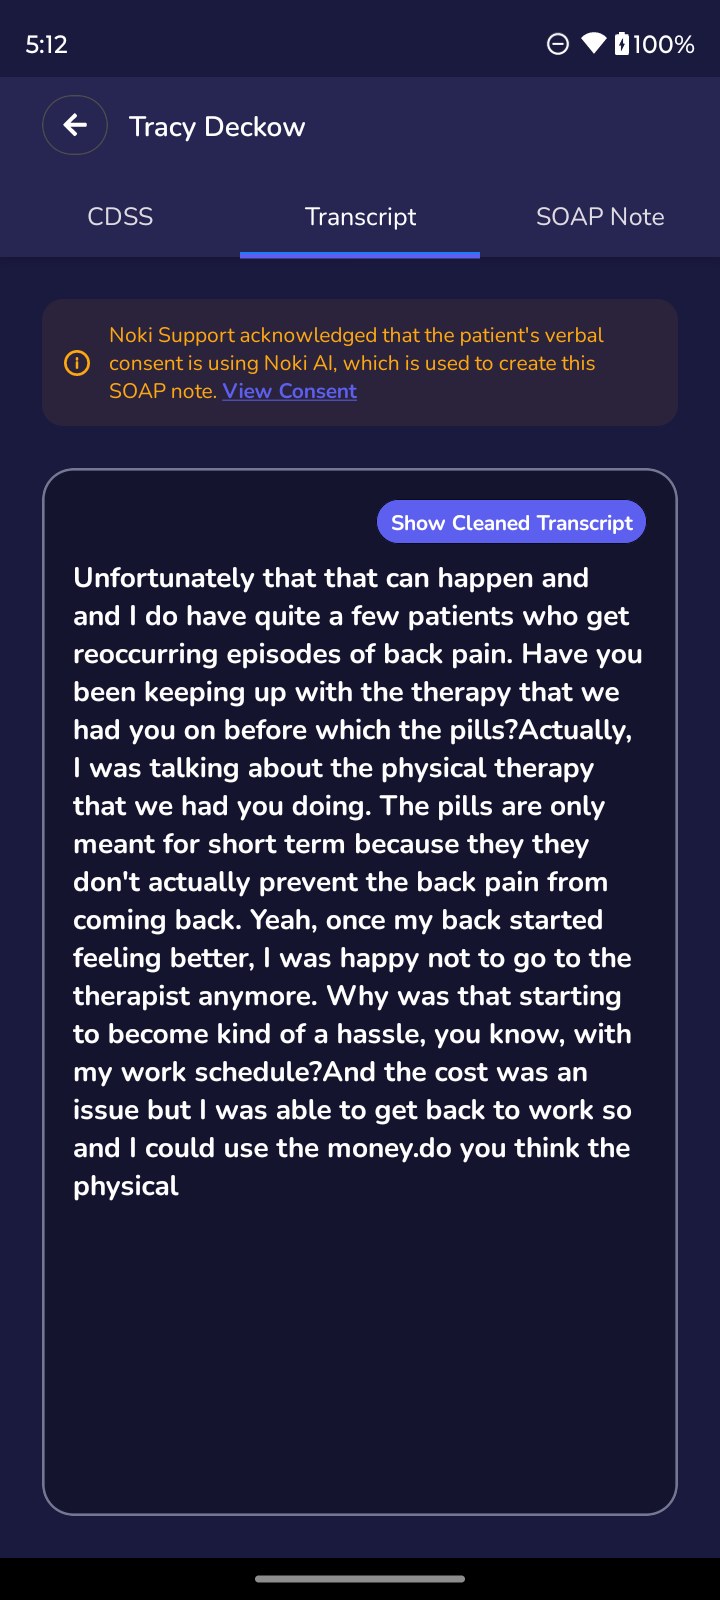 5:12
100%
Tracy Deckow
CDSS
Transcript
SOAP Note
Noki Support acknowledged that the patient's verbal
consent is using Noki AI, which is used to create this
SOAP note. View Consent
Show Cleaned Transcript
Unfortunately that that can happen and
and I do have quite a few patients who get
reoccurring episodes of back pain. Have you
been keeping up with the therapy that we
had you on before which the pills?Actually,
I was talking about the physical therapy
that we had you doing. The pills are only
meant for short term because they they
don't actually prevent the back pain from
coming back. Yeah, once my back started
feeling better, I was happy not to go to the
therapist anymore. Why was that starting
to become kind of a hassle, you know, with
my work schedule?And the cost was an
issue but I was able to get back to work so
and I could use the money.do you think the
physical